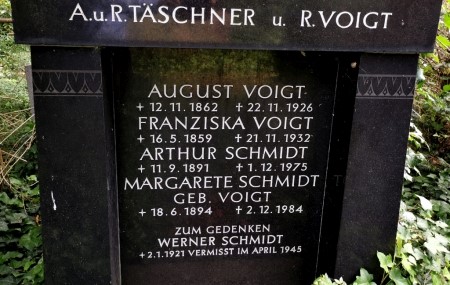 A.u.R.TÄSCHNER u. R.VOIGT
AUGUST VOIGT
+ 12.11.1862 ✝ 22.11.1926
FRANZISKA VOIGT
+ 16.5.1859 ✝ 21.11.1932
ARTHUR SCHMIDT
+ 11.9.1891 ✝ 1.12.1975
MARGARETE SCHMIDT
GEB. VOIGT
+ 18.6.1894 ✝ 2.12.1984
ZUM GEDENKEN
WERNER SCHMIDT
+ 2.1.1921 VERMISST IM APRIL 1945